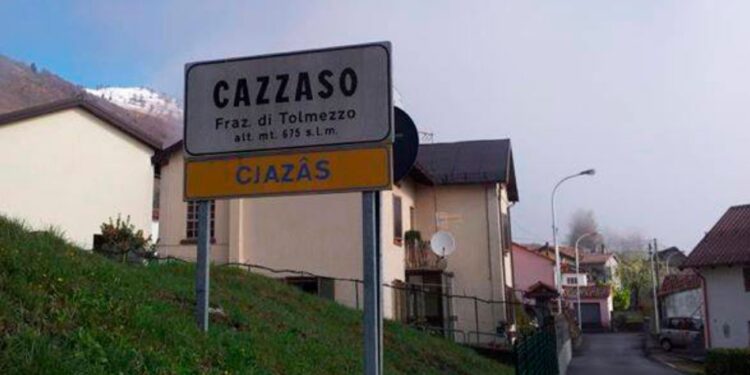 CAZZASO
Fraz. di Tolmezzo
alt. mt. 675 s.l.m.
CJAZÂS